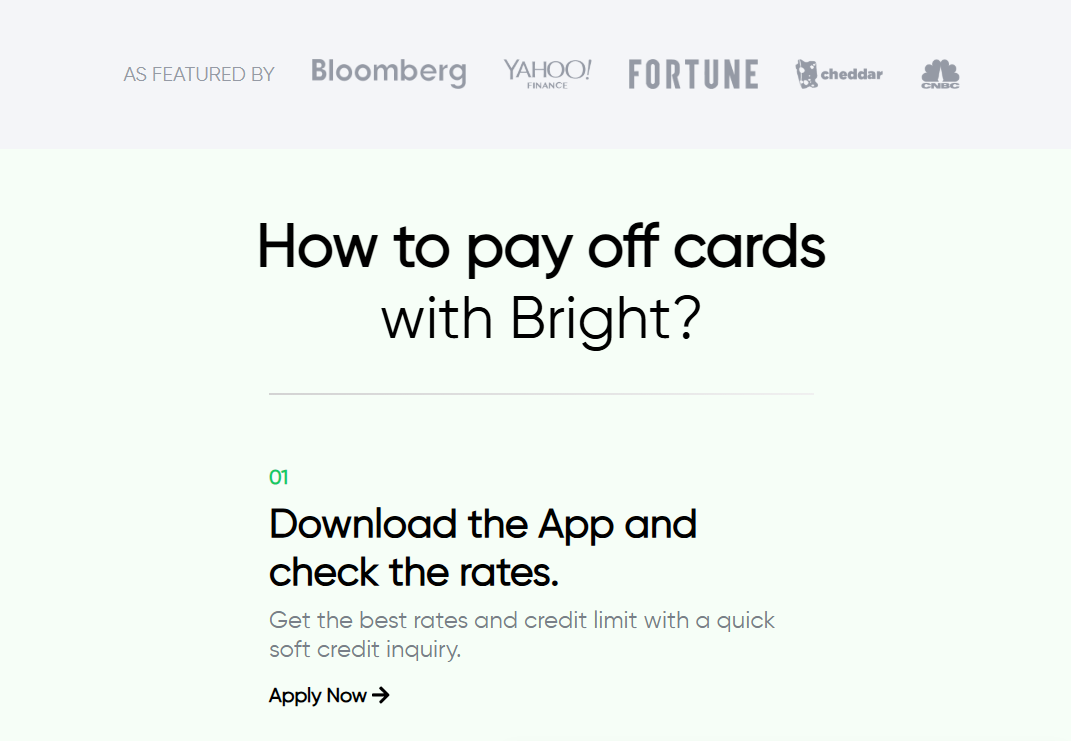 AS FEATURED BY Bloomberg YAHOO! FINANCE FORTUNE cheddar CNBC
How to pay off cards
with Bright?
01
Download the App and
check the rates.
Get the best rates and credit limit with a quick
soft credit inquiry.
Apply Now